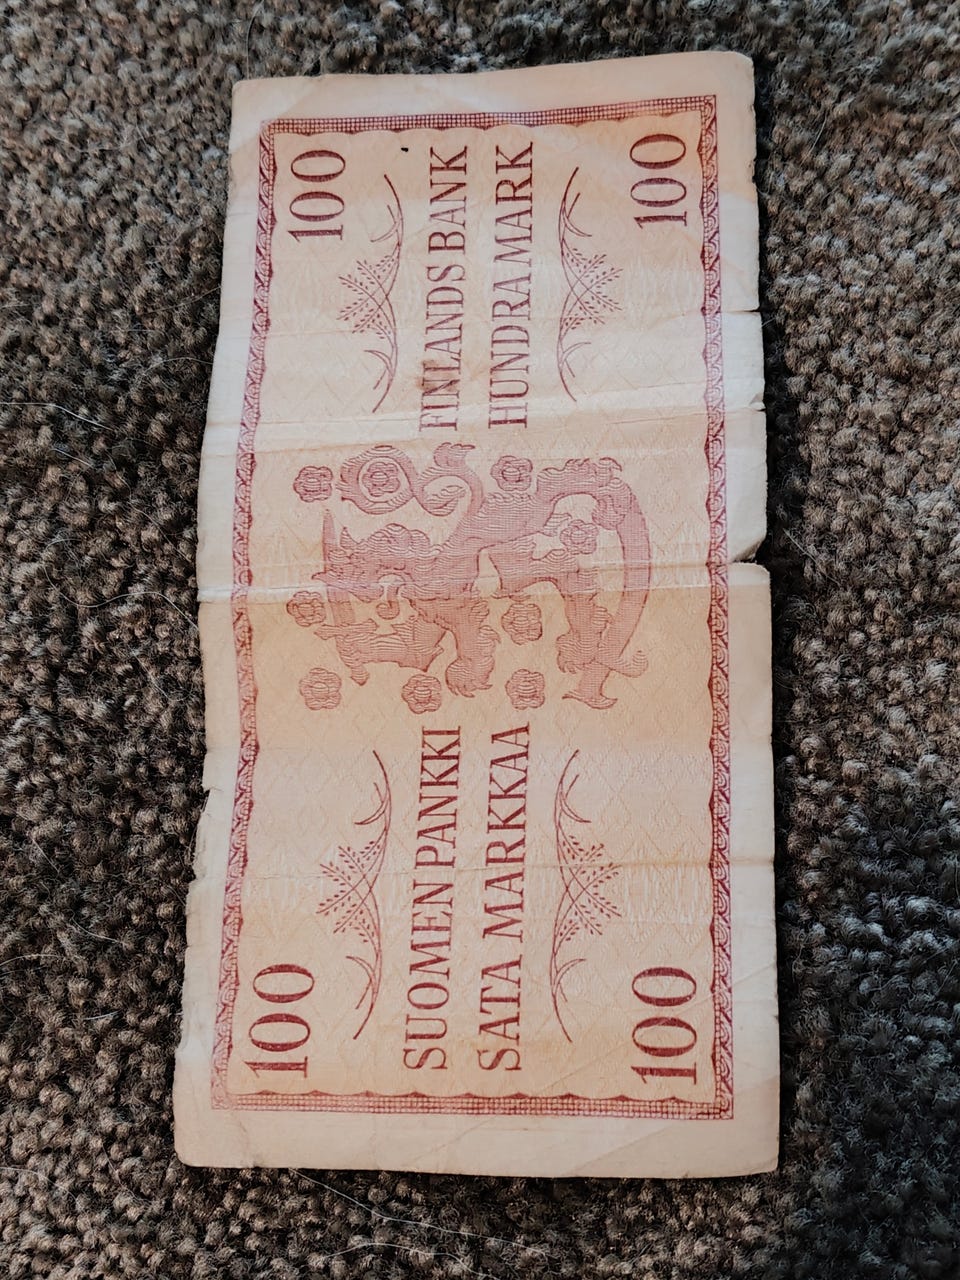 100
100
SUOMEN PANKKI
SATA MARKKAA
FINLANDS BANK
HUNDRA MARK
100
100